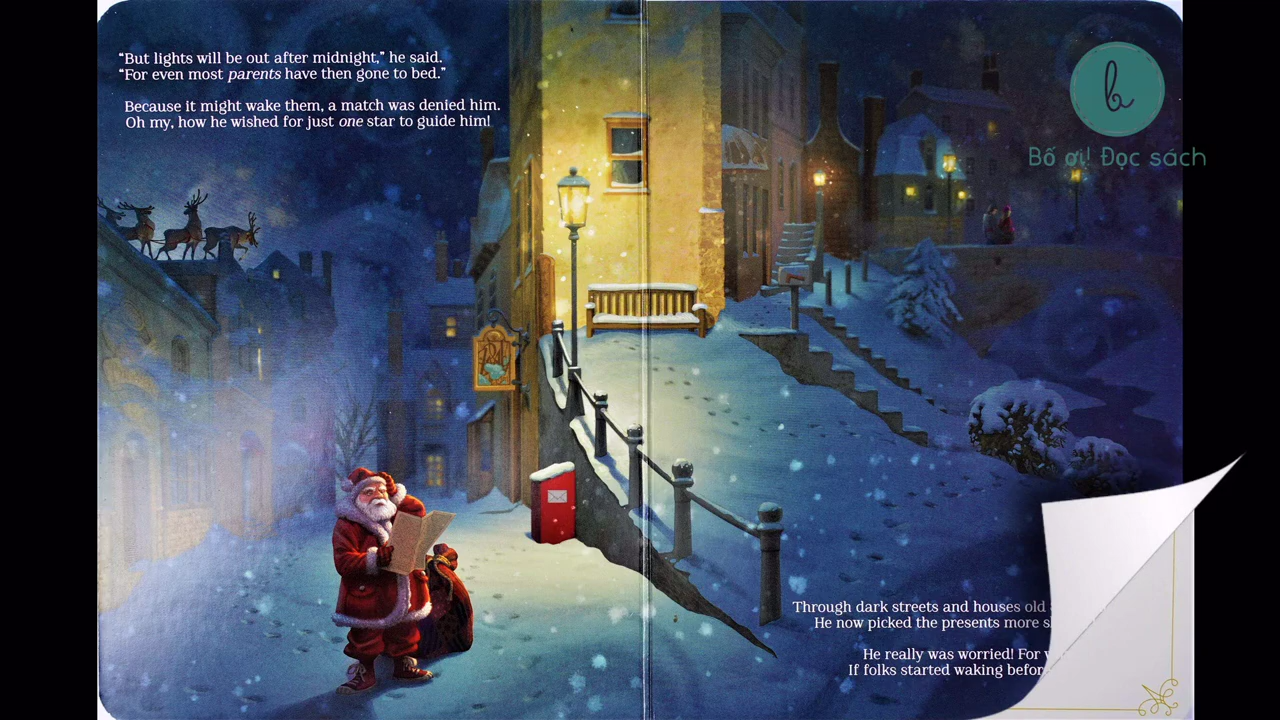 “But lights will be out after midnight,” he said.
“For even most parents have then gone to bed.”
Because it might wake them, a match was denied him.
Oh my, how he wished for just one star to guide him!
b
Bố ơi! Đọc sách
Through dark streets and houses old
He now picked the presents more
He really was worried! For
If folks started waking before